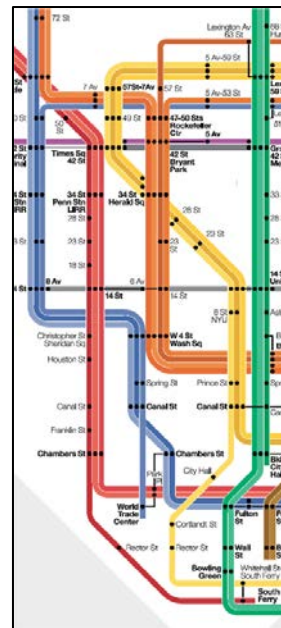 72 St
Lexington Av
63 St
5 Av-59 St
7 Av
57St-7Av
57 St
5 Av-53 St
50
St
49 St
47-50 Sts
Rockefeller
Ctr
5 Av
Times Sq
42 St
42 St
Bryant
Park
34 St
Penn Stn
LIRR
34 St
Herald Sq
28 St
28 St
23 St
23
St
23 St
18 St
8 Av
6 Av
14 St
14 St
8 St
NYU
Christopher St
Sheridan Sq
W 4 St
Wash Sq
Houston St
Spring St
Prince St
Canal St
Canal St
Canal St
Franklin St
Chambers St
Chambers St
Park
Pl
City Hall
World
Trade
Center
Cortlandt St
Fulton
St
Rector St
Rector St
Wall
St
Bowling
Green
Whitehall St
South Ferry
South
Ferry